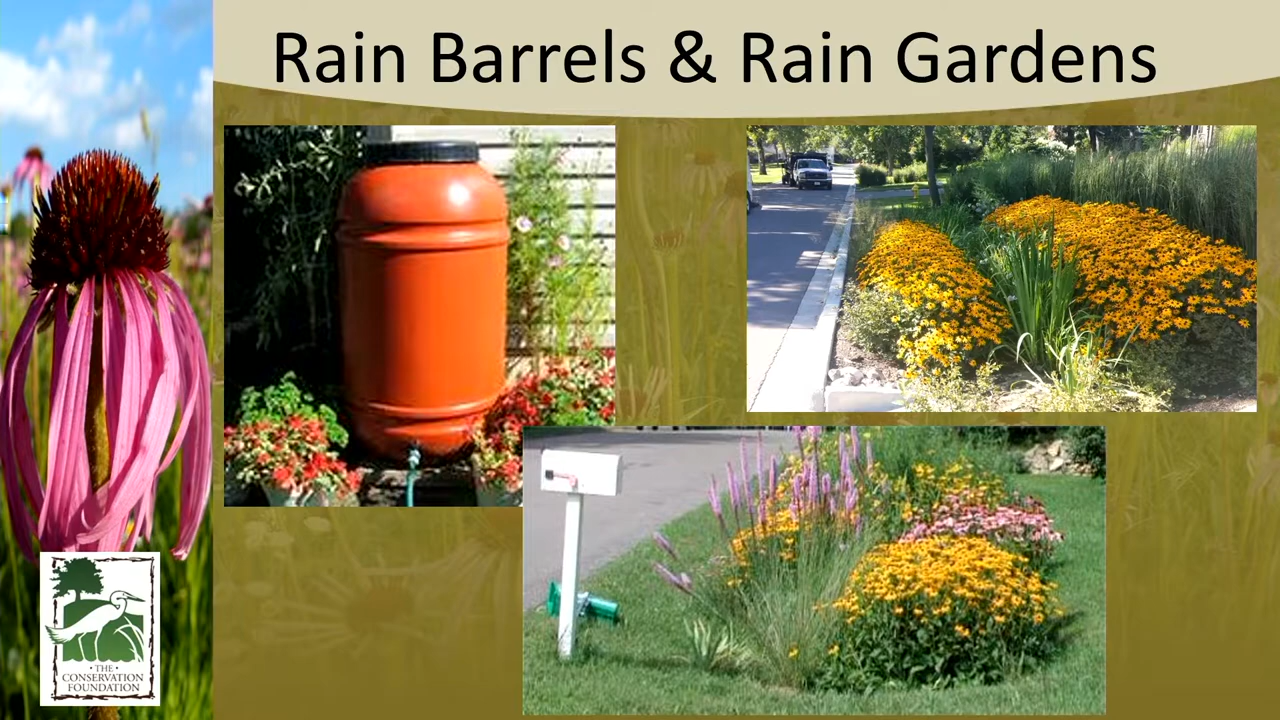 Rain Barrels & Rain Gardens
• THE •
CONSERVATION
FOUNDATION